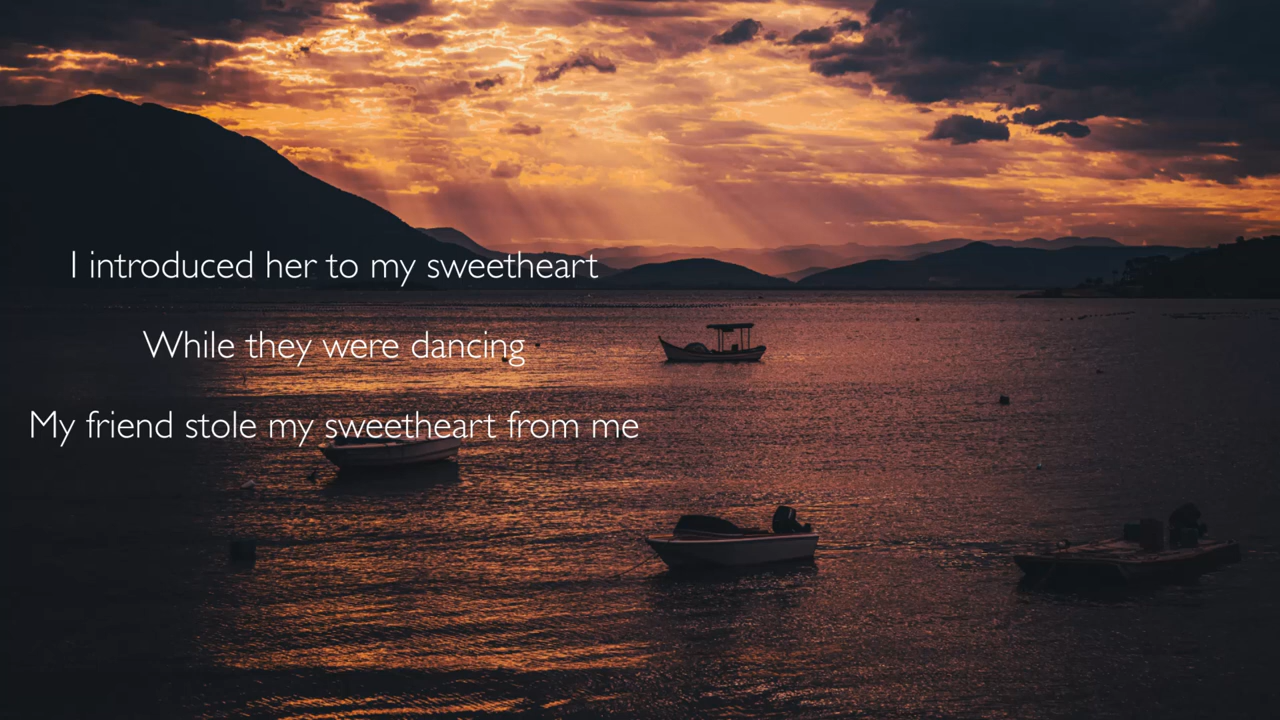 I introduced her to my sweetheart
While they were dancing
My friend stole my sweetheart from me